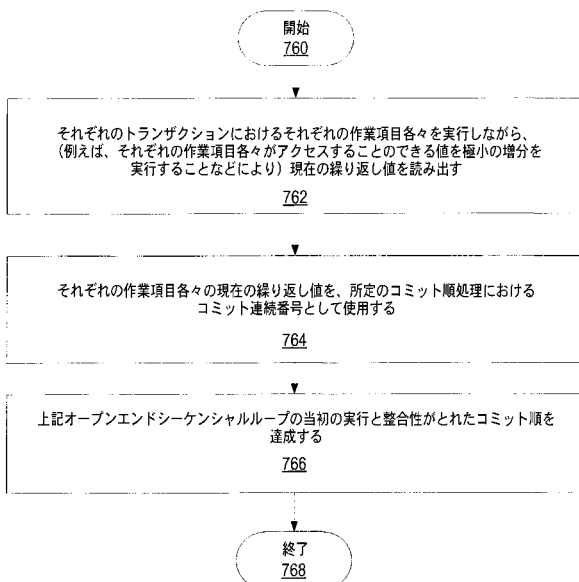 開始
760
それぞれのトランザクションにおけるそれぞれの作業項目各々を実行しながら、
(例えば、それぞれの作業項目各々がアクセスすることのできる値を極小の増分を
実行することなどにより)現在の繰り返し値を読み出す
762
それぞれの作業項目各々の現在の繰り返し値を、所定のコミット順処理における
コミット連続番号として使用する
764
上記オープンエンドシーケンシャルループの当初の実行と整合性がとれたコミット順を
達成する
766
終了
768